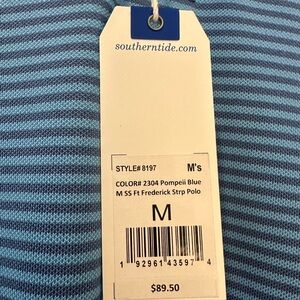 southerntide.com
STYLE# 8197 M's
COLOR# 2304 Pompeii Blue
M SS Ft Frederick Strp Polo
M
1 92961 43597 4
$89.50